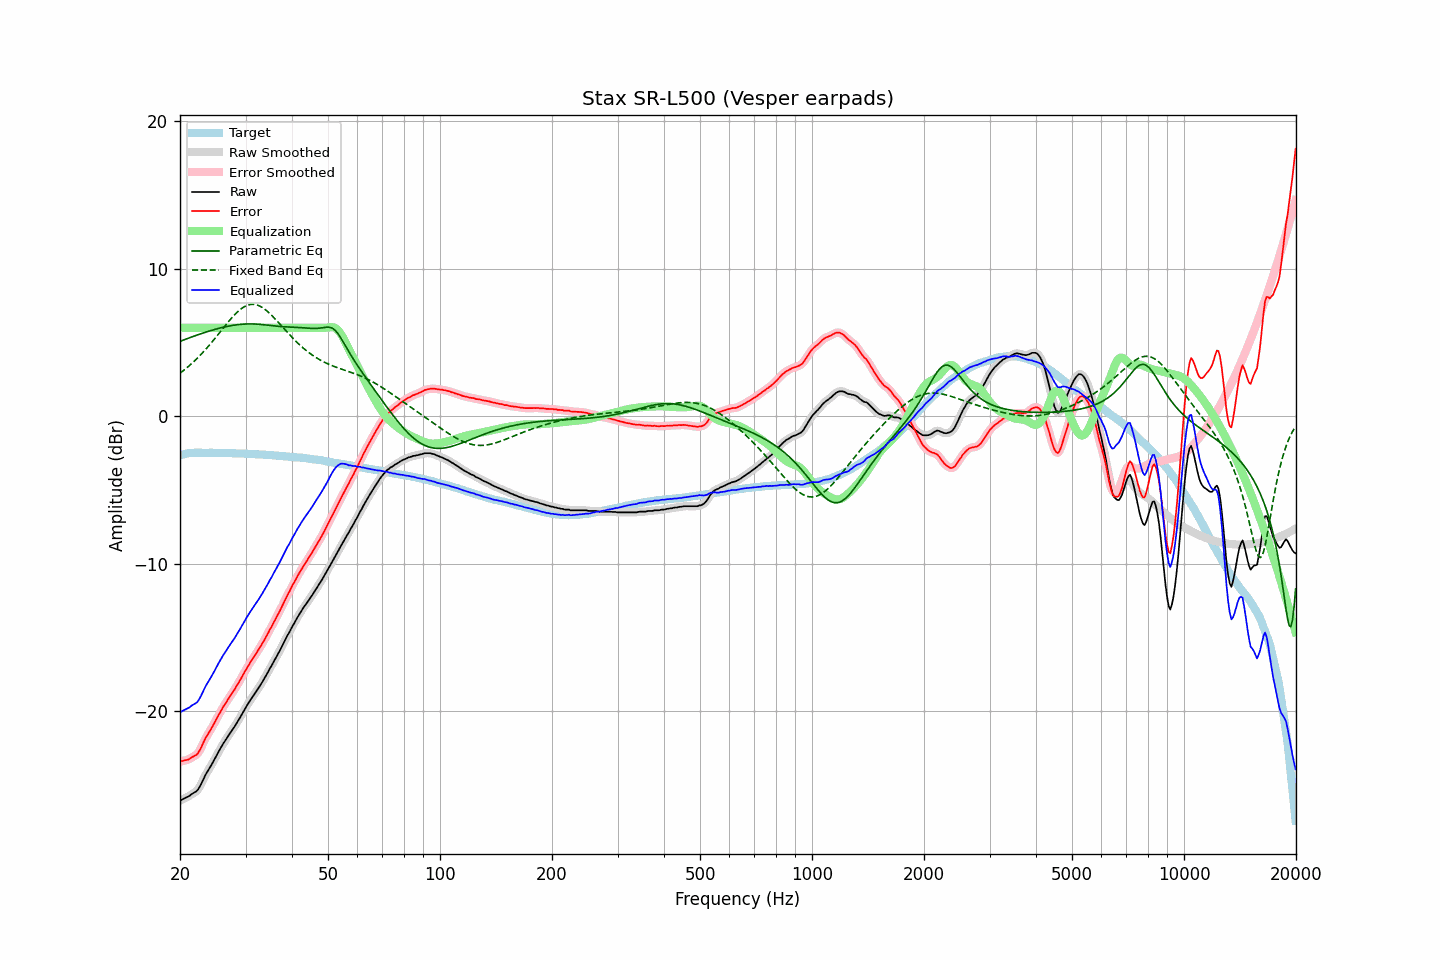 Stax SR-L500 (Vesper earpads)
20
10
0
−10
−20
Amplitude (dBr)
Target
Raw Smoothed
Error Smoothed
Raw
Error
Equalization
Parametric Eq
Fixed Band Eq
Equalized
20
50
100
200
500
1000
2000
5000
10000
20000
Frequency (Hz)